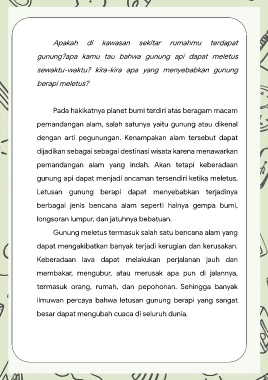 Apakah di kawasan sekitar rumahmu terdapat
gunung?apa kamu tau bahwa gunung api dapat meletus
sewaktu-waktu? kira-kira apa yang menyebabkan gunung
berapi meletus?
Pada hakikatnya planet bumi terdiri atas beragam macam
pemandangan alam, salah satunya yaitu gunung atau dikenal
dengan arti pegunungan. Kenampakan alam tersebut dapat
dijadikan sebagai sebagai destinasi wisata karena menawarkan
pemandangan alam yang indah. Akan tetapi keberadaan
gunung api dapat menjadi ancaman tersendiri ketika meletus.
Letusan gunung berapi dapat menyebabkan terjadinya
berbagai jenis bencana alam seperti halnya gempa bumi,
longsoran lumpur, dan jatuhnya bebatuan.
Gunung meletus termasuk salah satu bencana alam yang
dapat mengakibatkan banyak terjadi kerugian dan kerusakan.
Keberadaan lava dapat melakukan perjalanan jauh dan
membakar, mengubur, atau merusak apa pun di jalannya,
termasuk orang, rumah, dan pepohonan. Sehingga banyak
ilmuwan percaya bahwa letusan gunung berapi yang sangat
besar dapat mengubah cuaca di seluruh dunia.